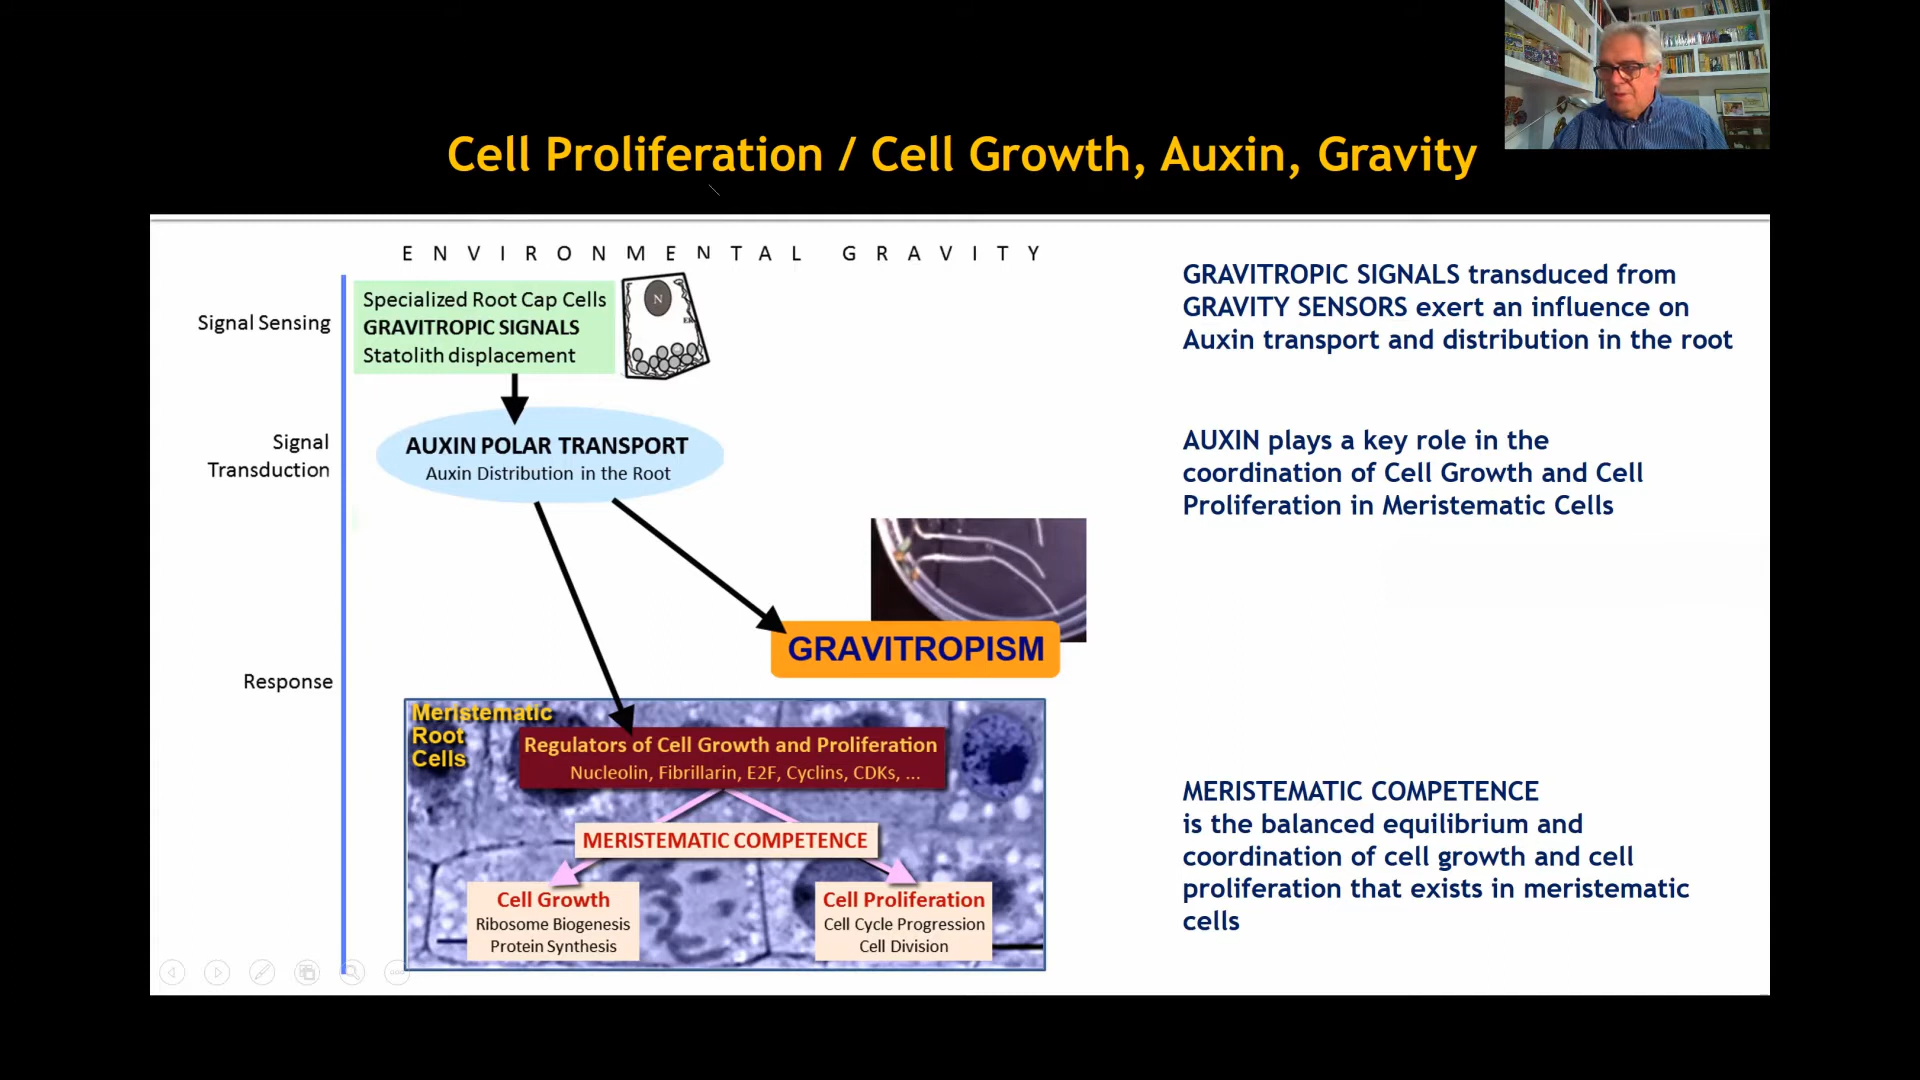 Cell Proliferation / Cell Growth, Auxin, Gravity
ENVIRONMENTAL GRAVITY
Signal Sensing
Specialized Root Cap Cells
GRAVITROPIC SIGNALS
Statolith displacement
N
ER
Signal
Transduction
AUXIN POLAR TRANSPORT
Auxin Distribution in the Root
GRAVITROPISM
Response
Meristematic
Root
Cells
Regulators of Cell Growth and Proliferation
Nucleolin, Fibrillarin, E2F, Cyclins, CDKs, ...
MERISTEMATIC COMPETENCE
Cell Growth
Ribosome Biogenesis
Protein Synthesis
Cell Proliferation
Cell Cycle Progression
Cell Division
GRAVITROPIC SIGNALS transduced from
GRAVITY SENSORS exert an influence on
Auxin transport and distribution in the root
AUXIN plays a key role in the
coordination of Cell Growth and Cell
Proliferation in Meristematic Cells
MERISTEMATIC COMPETENCE
is the balanced equilibrium and
coordination of cell growth and cell
proliferation that exists in meristematic
cells